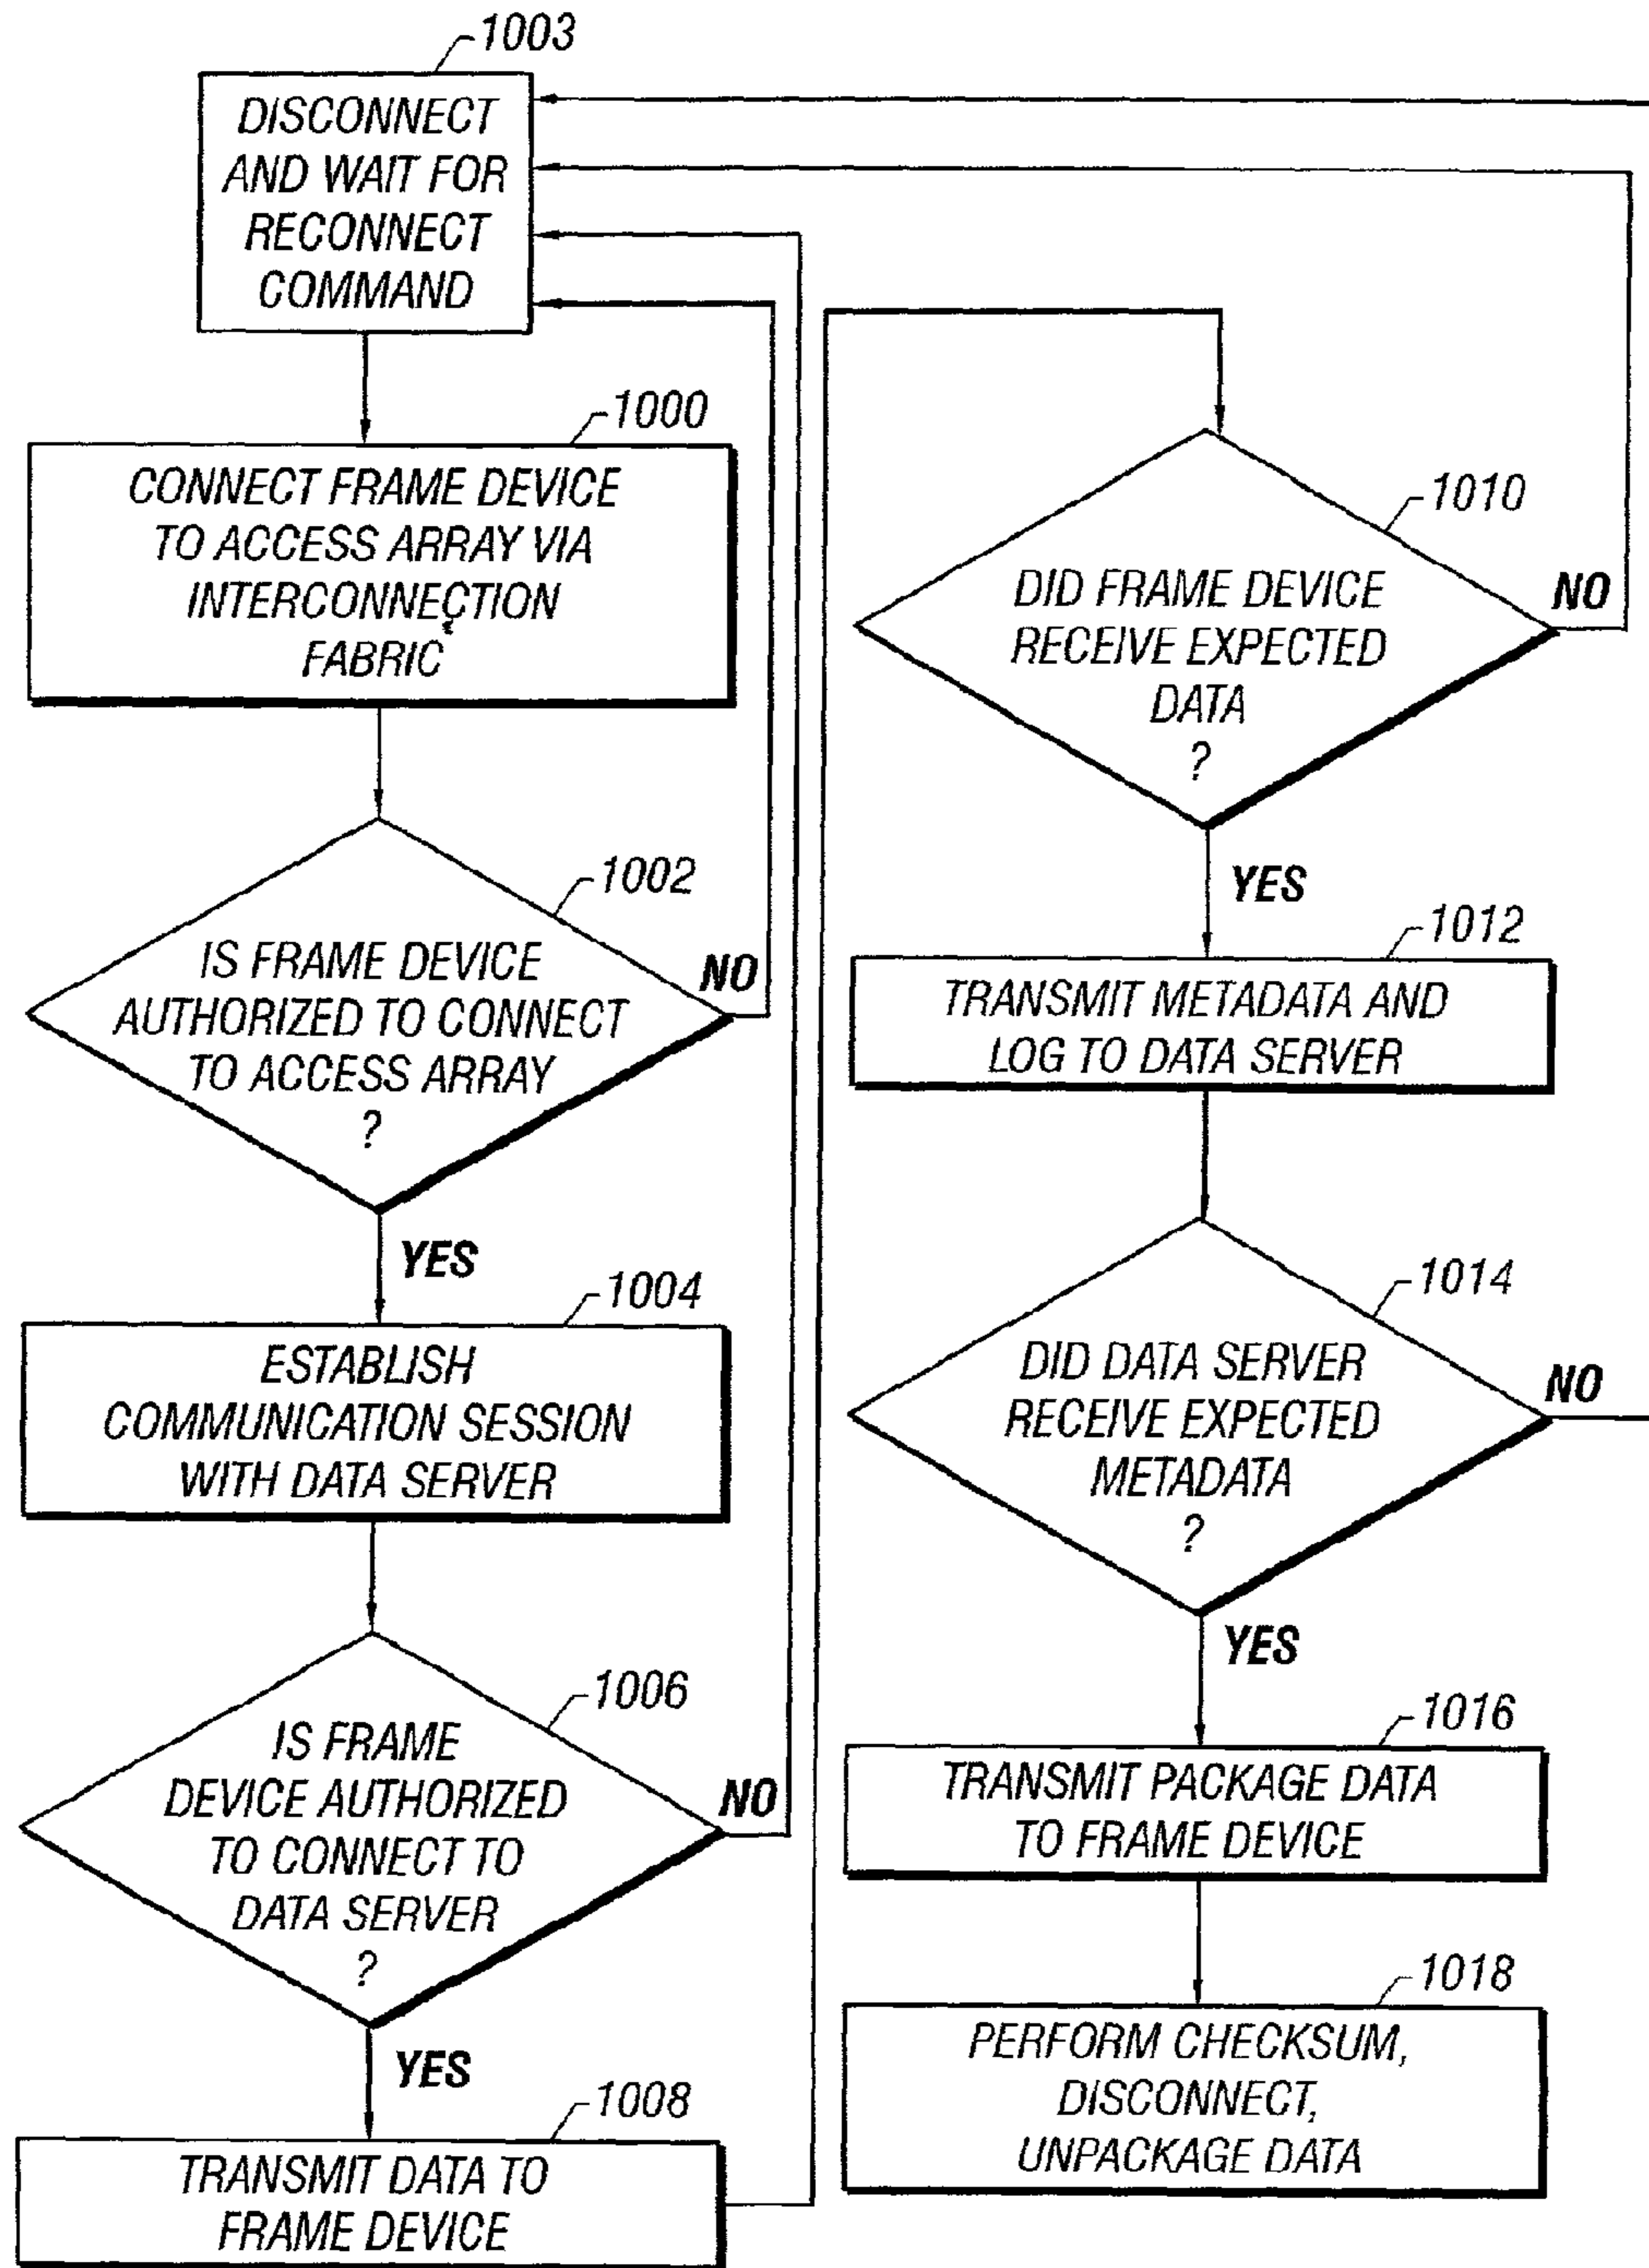 1003
DISCONNECT
AND WAIT FOR
RECONNECT
COMMAND
1000
CONNECT FRAME DEVICE
TO ACCESS ARRAY VIA
INTERCONNECTION
FABRIC
1002
IS FRAME DEVICE
AUTHORIZED TO CONNECT
TO ACCESS ARRAY
?
NO
YES
1004
ESTABLISH
COMMUNICATION SESSION
WITH DATA SERVER
1006
IS FRAME
DEVICE AUTHORIZED
TO CONNECT TO
DATA SERVER
?
NO
YES
1008
TRANSMIT DATA TO
FRAME DEVICE
1010
DID FRAME DEVICE
RECEIVE EXPECTED
DATA
?
NO
YES
1012
TRANSMIT METADATA AND
LOG TO DATA SERVER
1014
DID DATA SERVER
RECEIVE EXPECTED
METADATA
?
NO
YES
1016
TRANSMIT PACKAGE DATA
TO FRAME DEVICE
1018
PERFORM CHECKSUM,
DISCONNECT,
UNPACKAGE DATA